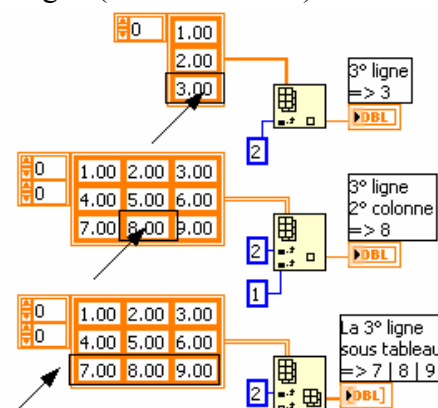 0 1.00
2.00
3.00
3° ligne
=> 3
DBL
2
0 1.00 2.00 3.00
0 4.00 5.00 6.00
7.00 8.00 9.00
3° ligne
2° colonne
=> 8
DBL
2
1
0 1.00 2.00 3.00
0 4.00 5.00 6.00
7.00 8.00 9.00
La 3° ligne
sous tableau
=> 7 | 8 | 9
DBL]
2